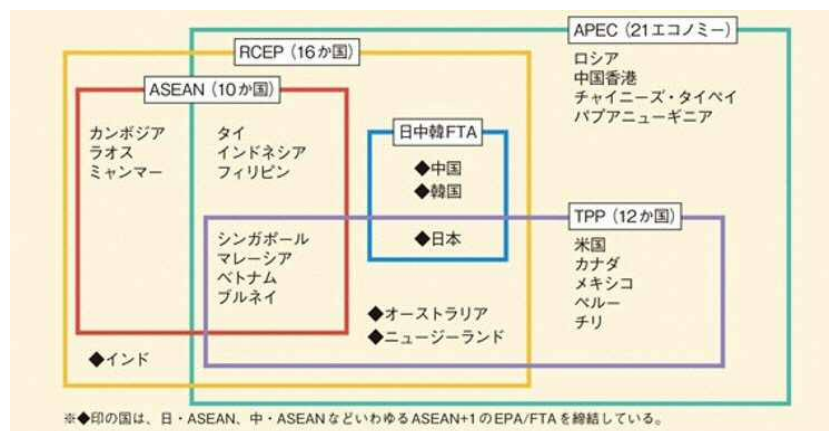 APEC（21エコノミー）
ロシア
中国香港
チャイニーズ・タイペイ
パプアニューギニア
RCEP（16か国）
ASEAN（10か国）
カンボジア
ラオス
ミャンマー
タイ
インドネシア
フィリピン
日中韓FTA
◆中国
◆韓国
◆日本
シンガポール
マレーシア
ベトナム
ブルネイ
TPP（12か国）
米国
カナダ
メキシコ
ペルー
チリ
◆オーストラリア
◆ニュージーランド
◆インド
※◆印の国は、日・ASEAN、中・ASEANなどいわゆるASEAN+1のEPA/FTAを締結している。